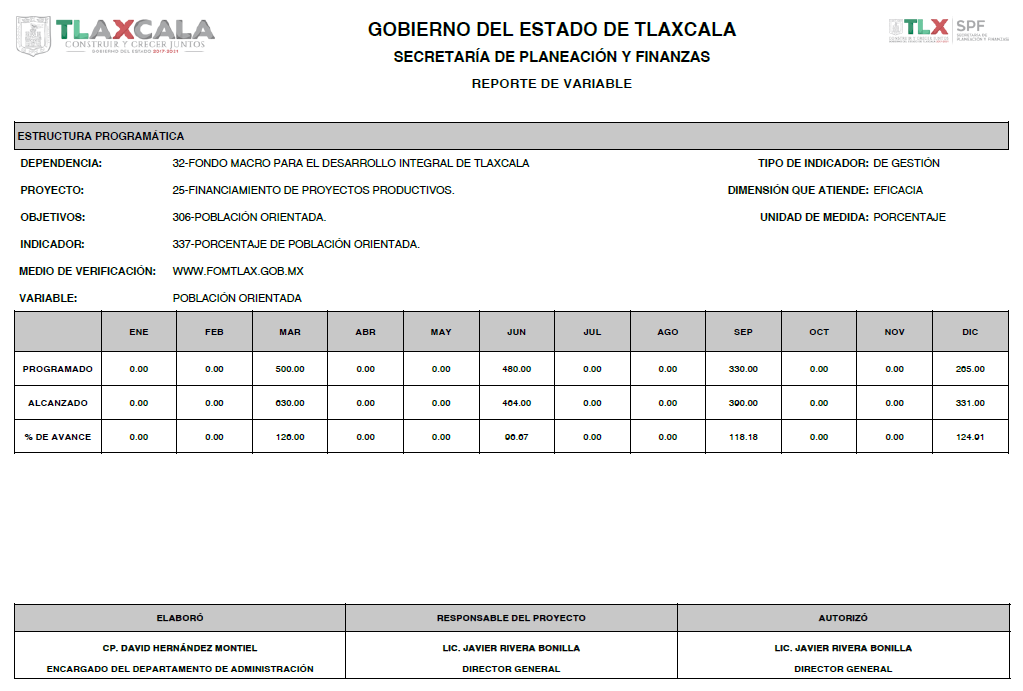 TLAXCALA
CONSTRUIR Y CRECER JUNTOS
GOBIERNO DEL ESTADO 2017-2021
GOBIERNO DEL ESTADO DE TLAXCALA
SECRETARÍA DE PLANEACIÓN Y FINANZAS
REPORTE DE VARIABLE
TLX SPF
ESTRUCTURA PROGRAMÁTICA
DEPENDENCIA: 32-FONDO MACRO PARA EL DESARROLLO INTEGRAL DE TLAXCALA TIPO DE INDICADOR: DE GESTIÓN
PROYECTO: 25-FINANCIAMIENTO DE PROYECTOS PRODUCTIVOS. DIMENSIÓN QUE ATIENDE: EFICACIA
OBJETIVOS: 306-POBLACIÓN ORIENTADA. UNIDAD DE MEDIDA: PORCENTAJE
INDICADOR: 337-PORCENTAJE DE POBLACIÓN ORIENTADA.
MEDIO DE VERIFICACIÓN: WWW.FOMTLAX.GOB.MX
VARIABLE: POBLACIÓN ORIENTADA
ENE FEB MAR ABR MAY JUN JUL AGO SEP OCT NOV DIC
PROGRAMADO 0.00 0.00 500.00 0.00 0.00 480.00 0.00 0.00 330.00 0.00 0.00 265.00
ALCANZADO 0.00 0.00 630.00 0.00 0.00 464.00 0.00 0.00 390.00 0.00 0.00 331.00
% DE AVANCE 0.00 0.00 126.00 0.00 0.00 96.67 0.00 0.00 118.18 0.00 0.00 124.91
ELABORÓ RESPONSABLE DEL PROYECTO AUTORIZÓ
CP. DAVID HERNÁNDEZ MONTIEL LIC. JAVIER RIVERA BONILLA LIC. JAVIER RIVERA BONILLA
ENCARGADO DEL DEPARTAMENTO DE ADMINISTRACIÓN DIRECTOR GENERAL DIRECTOR GENERAL